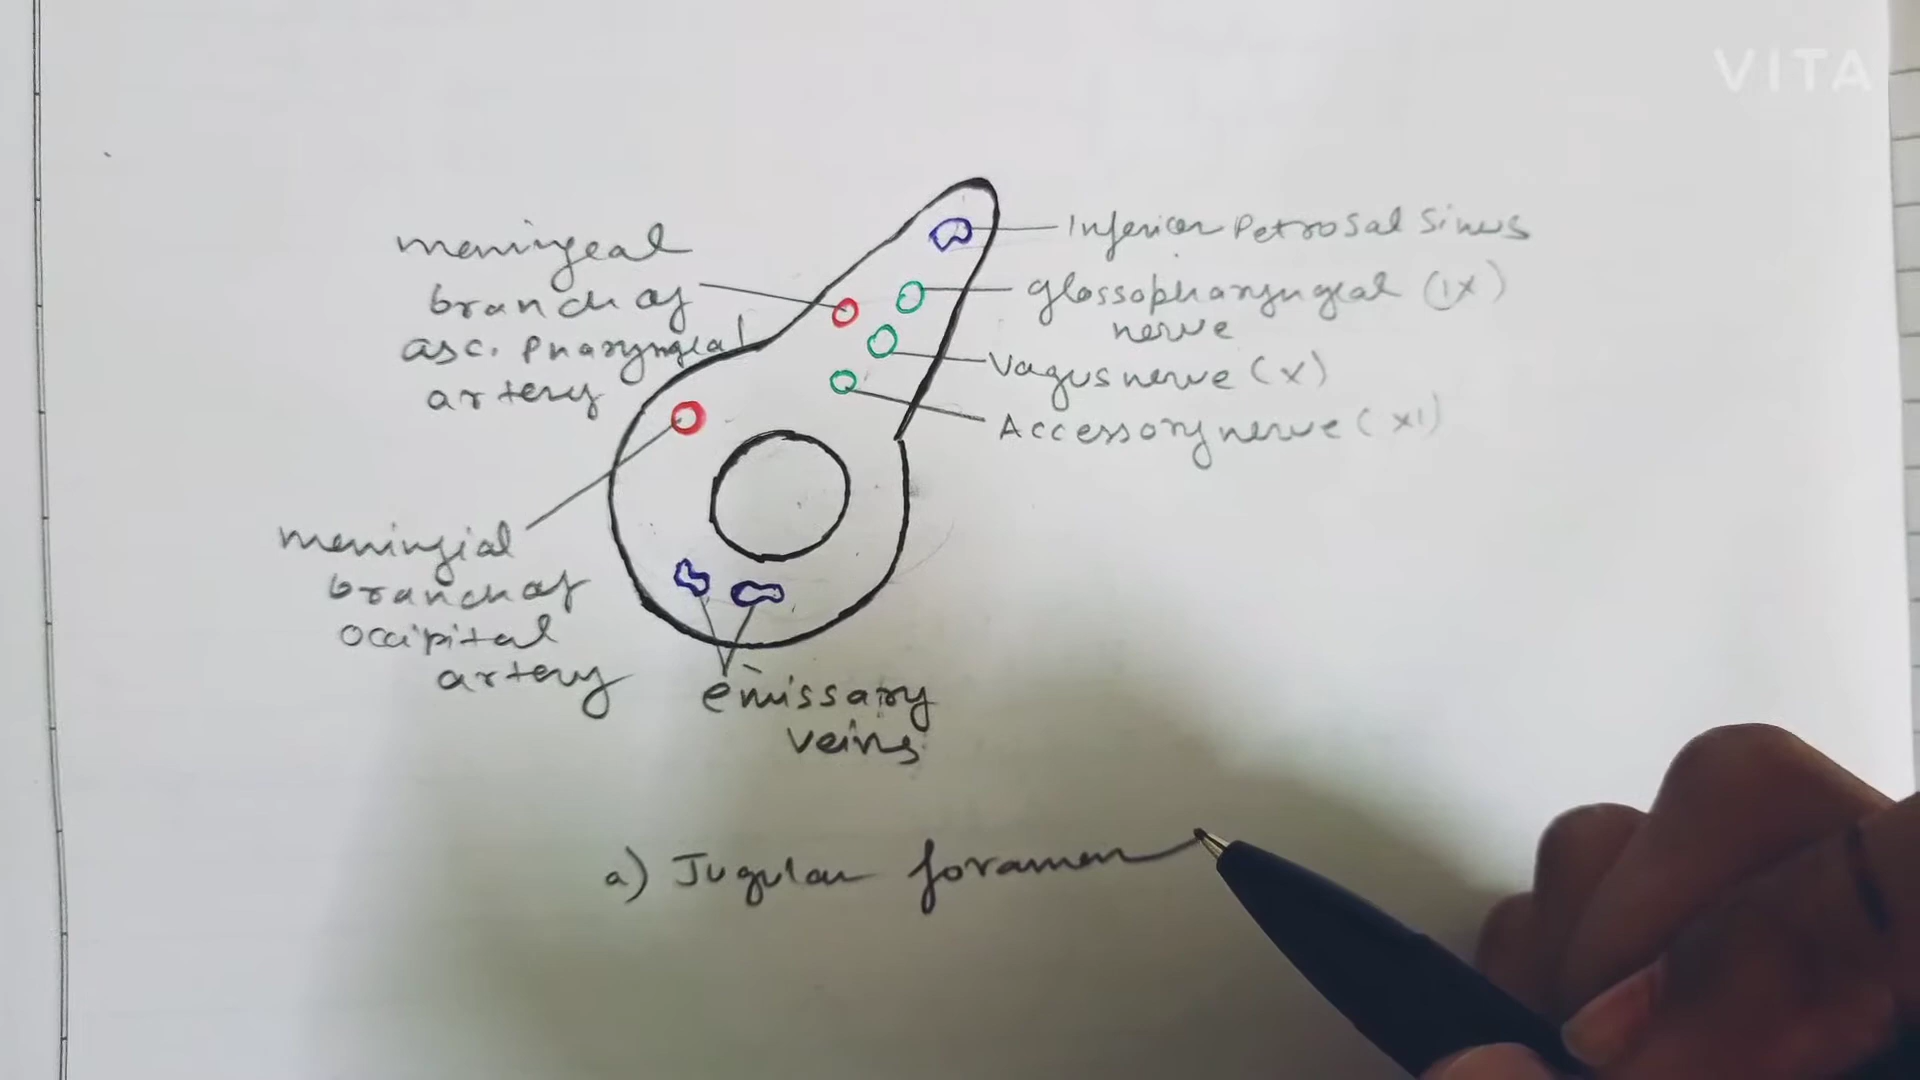 VITA
meningeal
branch of
asc. pharyngeal
artery
Inferior Petrosal Sinus
glossopharyngeal (IX)
nerve
Vagus nerve (X)
Accessory nerve (XI)
meningial
branch of
occipital
artery
emissary
veins
a) Jugular foramen